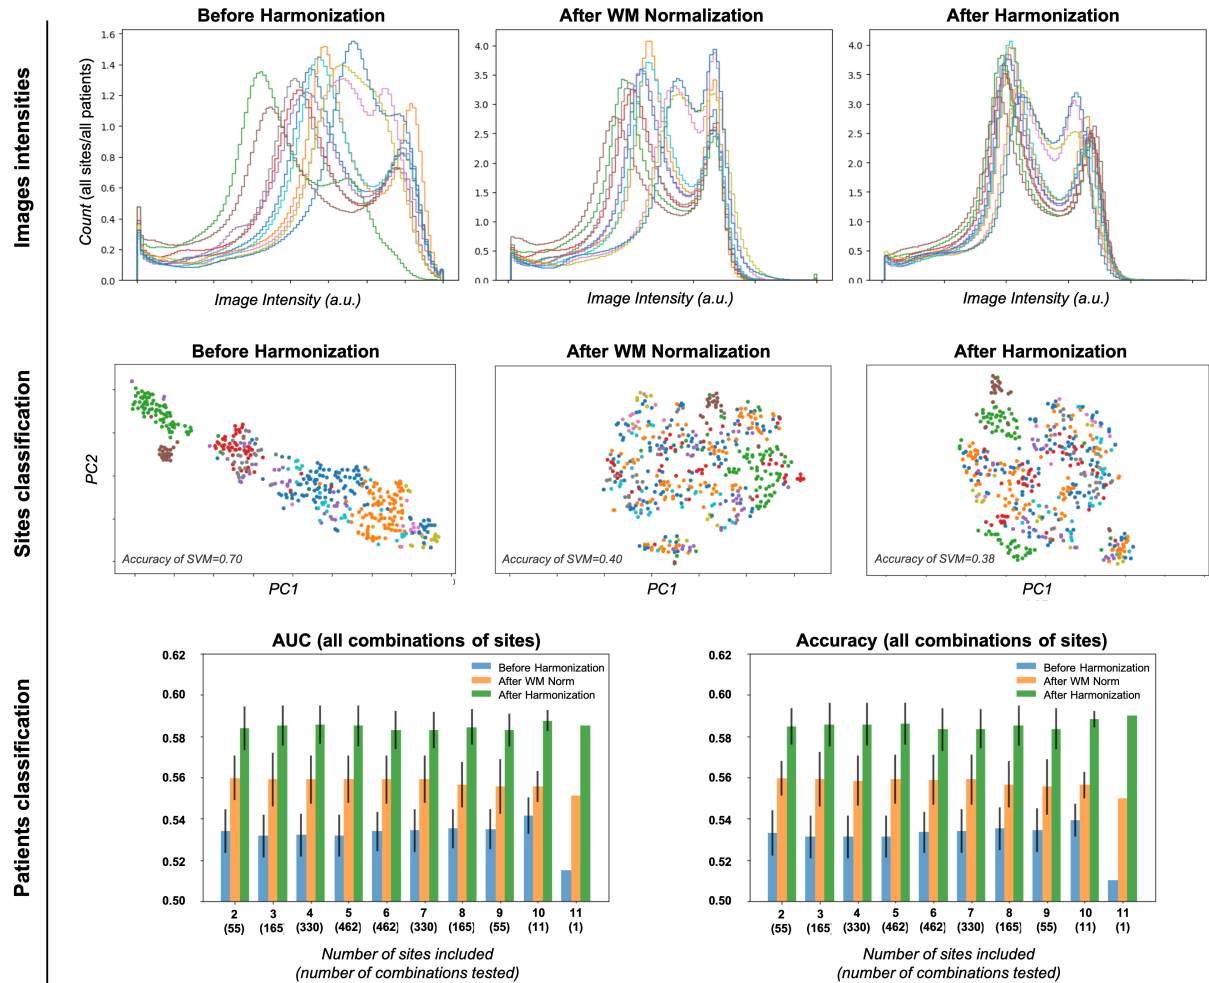 Images intensities
Before Harmonization
After WM Normalization
After Harmonization
Count (all sites/all patients)
1.6
1.4
1.2
1.0
0.8
0.6
0.4
0.2
0.0
4.0
3.5
3.0
2.5
2.0
1.5
1.0
0.5
0.0
4.0
3.5
3.0
2.5
2.0
1.5
1.0
0.5
0.0
Image Intensity (a.u.)
Image Intensity (a.u.)
Image Intensity (a.u.)
Sites classification
Before Harmonization
After WM Normalization
After Harmonization
PC2
Accuracy of SVM=0.70
Accuracy of SVM=0.40
Accuracy of SVM=0.38
PC1
PC1
PC1
Patients classification
AUC (all combinations of sites)
0.62
0.60
0.58
0.56
0.54
0.52
0.50
Before Harmonization
After WM Norm
After Harmonization
2 3 4 5 6 7 8 9 10 11
(55) (165) (330) (462) (462) (330) (165) (55) (11) (1)
Number of sites included
(number of combinations tested)
Accuracy (all combinations of sites)
0.62
0.60
0.58
0.56
0.54
0.52
0.50
Before Harmonization
After WM Norm
After Harmonization
2 3 4 5 6 7 8 9 10 11
(55) (165) (330) (462) (462) (330) (165) (55) (11) (1)
Number of sites included
(number of combinations tested)